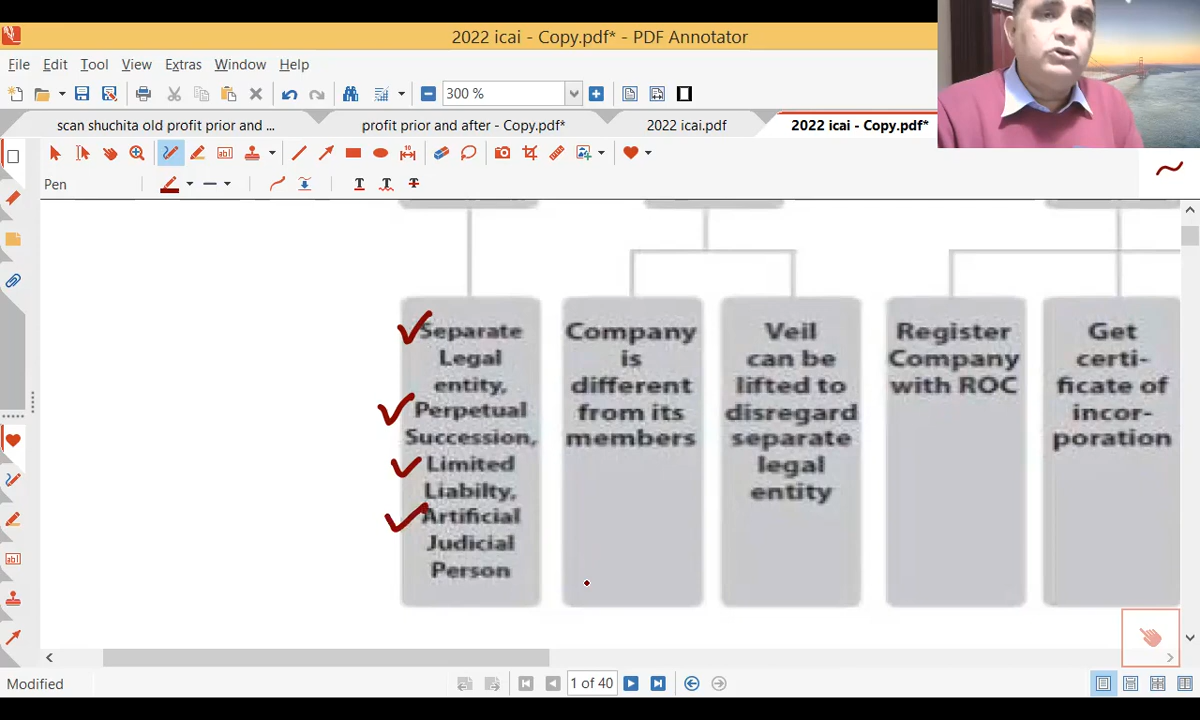 2022 icai - Copy.pdf* - PDF Annotator
File Edit Tool View Extras Window Help
300 %
scan shuchita old profit prior and ...
profit prior and after - Copy.pdf*
2022 icai.pdf
2022 icai - Copy.pdf*
Pen
Separate
Legal
entity,
Perpetual
Succession,
Limited
Liabilty,
Artificial
Judicial
Person
Company
is
different
from its
members
Veil
can be
lifted to
disregard
separate
legal
entity
Register
Company
with ROC
Get
certi-
ficate of
incor-
poration
Modified
1 of 40